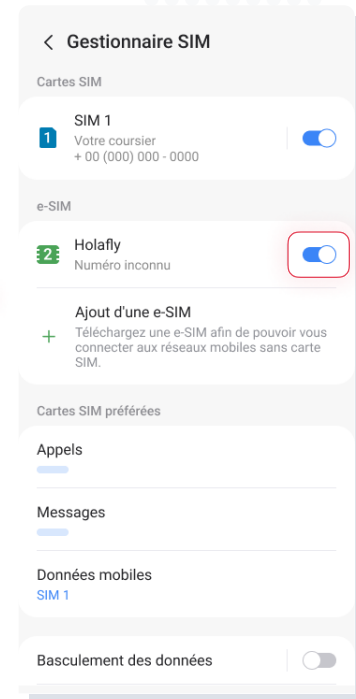 Gestionnaire SIM
Cartes SIM
1
SIM 1
Votre coursier
+ 00 (000) 000 - 0000
e-SIM
2
Holafly
Numéro inconnu
Ajout d'une e-SIM
Téléchargez une e-SIM afin de pouvoir vous
connecter aux réseaux mobiles sans carte
SIM.
Cartes SIM préférées
Appels
Messages
Données mobiles
SIM 1
Basculement des données